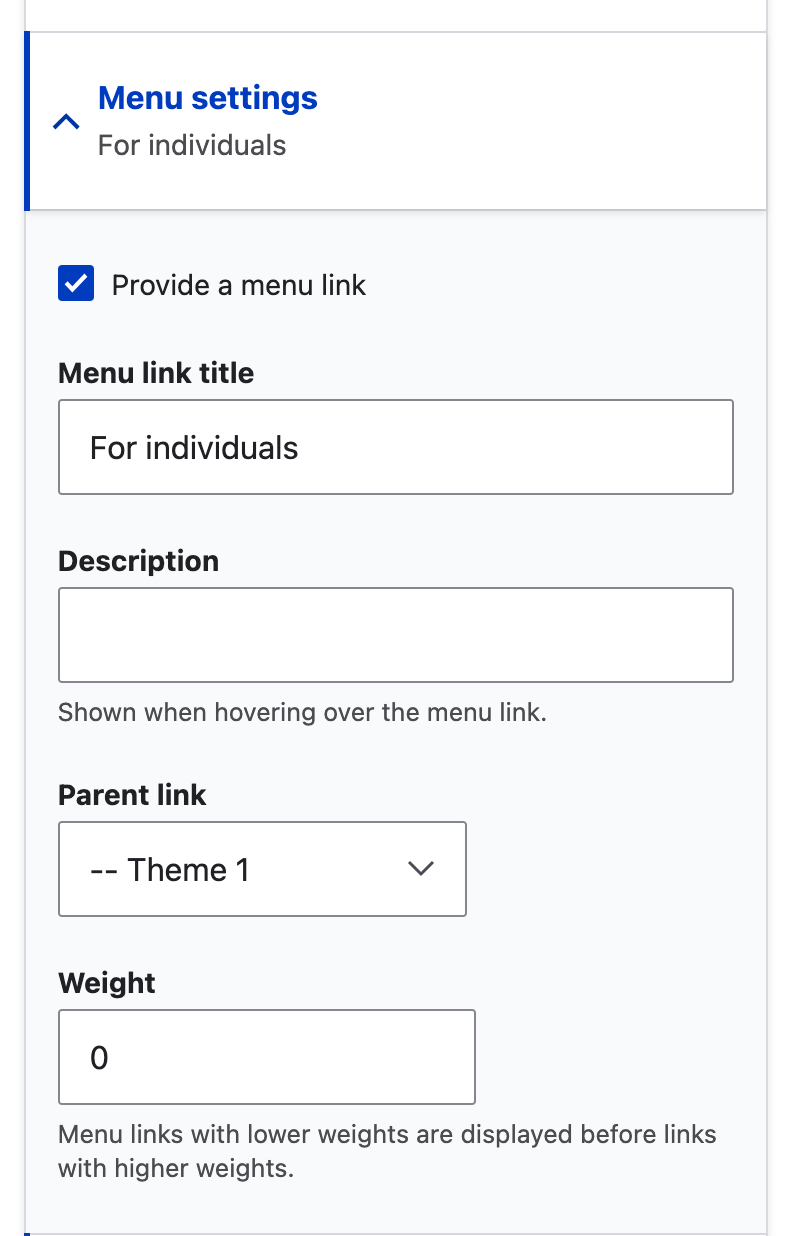 Menu settings
For individuals
Provide a menu link
Menu link title
For individuals
Description
Shown when hovering over the menu link.
Parent link
-- Theme 1
Weight
0
Menu links with lower weights are displayed before links
with higher weights.